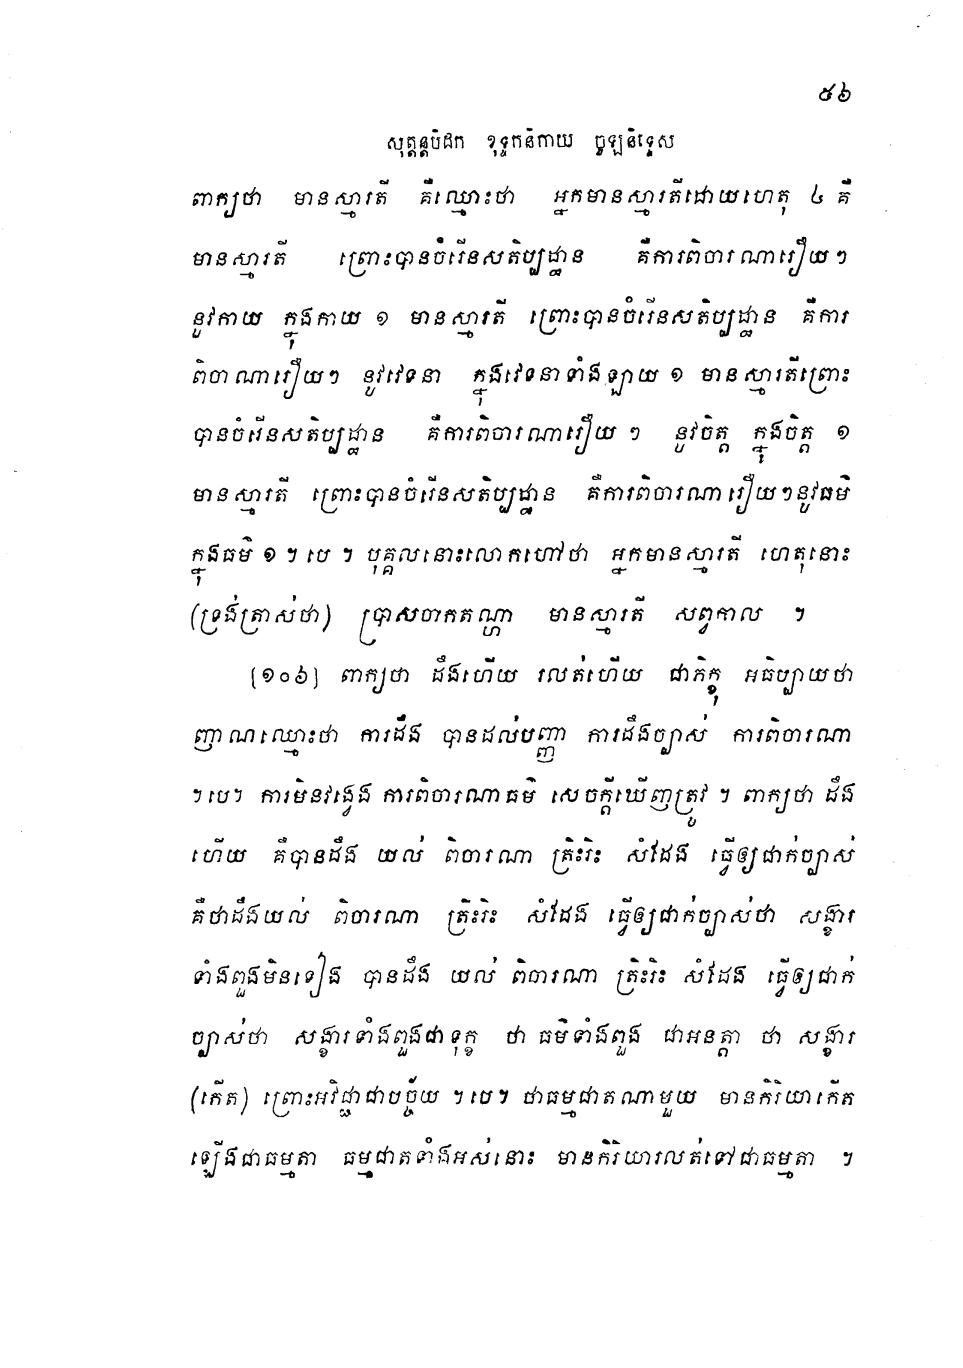 ៥៦
សុត្តន្តបិដក ខុទ្ទកនិកាយ ចូឡនិទ្ទេស
ពាក្យថា មានស្មារតី គឺឈ្មោះថា អ្នកមានស្មារតីដោយហេតុ ៤ គឺ
មានស្មារតី ព្រោះបានចំរើនសតិប្បដ្ឋាន គឺការពិចារណារឿយៗ
នូវកាយ ក្នុងកាយ ១ មានស្មារតី ព្រោះបានចំរើនសតិប្បដ្ឋាន គឺការ
ពិចាណារឿយៗ នូវវេទនា ក្នុងវេទនាទាំងឡាយ ១ មានស្មារតីព្រោះ
បានចំរើនសតិប្បដ្ឋាន គឺការពិចារណារឿយ ៗ នូវចិត្ត ក្នុងចិត្ត ១
មានស្មារតី ព្រោះបានចំរើនសតិប្បដ្ឋាន គឺការពិចារណារឿយៗនូវធម៌
ក្នុងធម៌ ១ ។ បេ ។ បុគ្គលនោះលោកហៅថា អ្នកមានស្មារតី ហេតុនោះ
(ទ្រង់ត្រាស់ថា) ប្រាសចាកតណ្ហា មានស្មារតី សព្វកាល ។
[១០៦] ពាក្យថា ដឹងហើយ រលត់ហើយ ជាភិក្ខុ អធិប្បាយថា
ញាណឈ្មោះថា ការដឹង បានដល់បញ្ញា ការដឹងច្បាស់ ការពិចារណា
។បេ។ ការមិនវង្វេង ការពិចារណាធម៌ សេចក្តីឃើញត្រូវ ។ ពាក្យថា ដឹង
ហើយ គឺបានដឹង យល់ ពិចារណា ត្រិះរិះ សំដែង ធ្វើឲ្យជាក់ច្បាស់
គឺថាដឹងយល់ ពិចារណា ត្រិះរិះ សំដែង ធ្វើឲ្យជាក់ច្បាស់ថា សង្ខារ
ទាំងពួងមិនទៀង បានដឹង យល់ ពិចារណា ត្រិះរិះ សំដែង ធ្វើឲ្យជាក់
ច្បាស់ថា សង្ខារទាំងពួងជាទុក្ខ ថា ធម៌ទាំងពួង ជាអនត្តា ថា សង្ខារ
(កើត) ព្រោះអវិជ្ជាជាបច្ច័យ ។បេ។ ថាធម្មជាតណាមួយ មានកិរិយាកើត
ឡើងជាធម្មតា ធម្មជាតទាំងអស់នោះ មានកិរិយារលត់ទៅជាធម្មតា ។